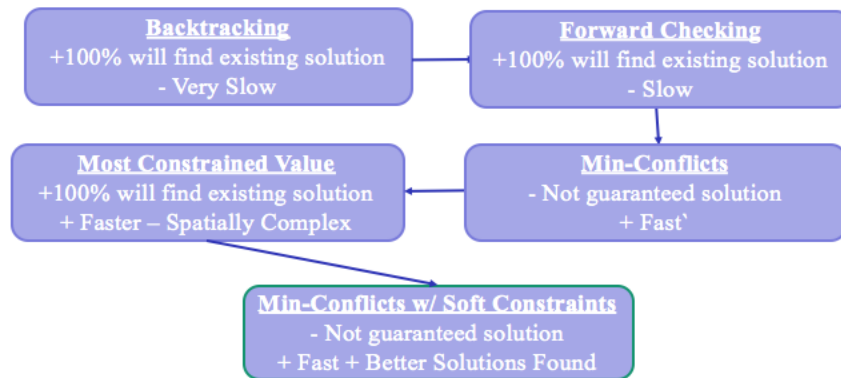 Backtracking
+100% will find existing solution
- Very Slow
Forward Checking
+100% will find existing solution
- Slow
Min-Conflicts
- Not guaranteed solution
+ Fast`
Most Constrained Value
+100% will find existing solution
+ Faster – Spatially Complex
Min-Conflicts w/ Soft Constraints
- Not guaranteed solution
+ Fast + Better Solutions Found